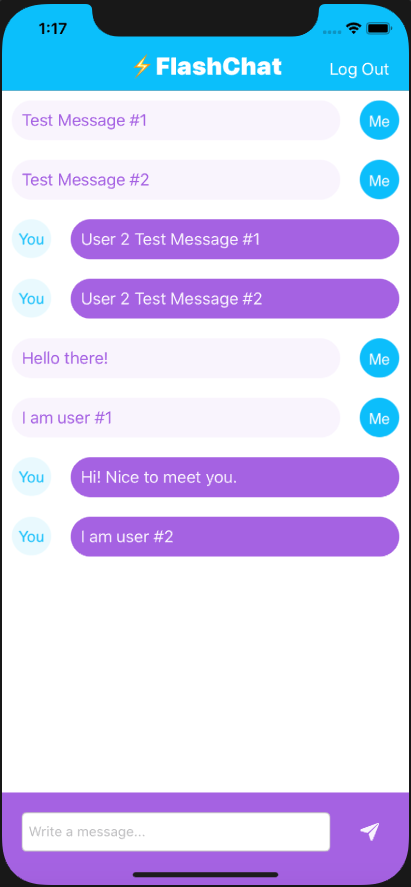 1:17
⚡FlashChat
Log Out
Test Message #1
Me
Test Message #2
Me
You
User 2 Test Message #1
You
User 2 Test Message #2
Hello there!
Me
I am user #1
Me
You
Hi! Nice to meet you.
You
I am user #2
Write a message...